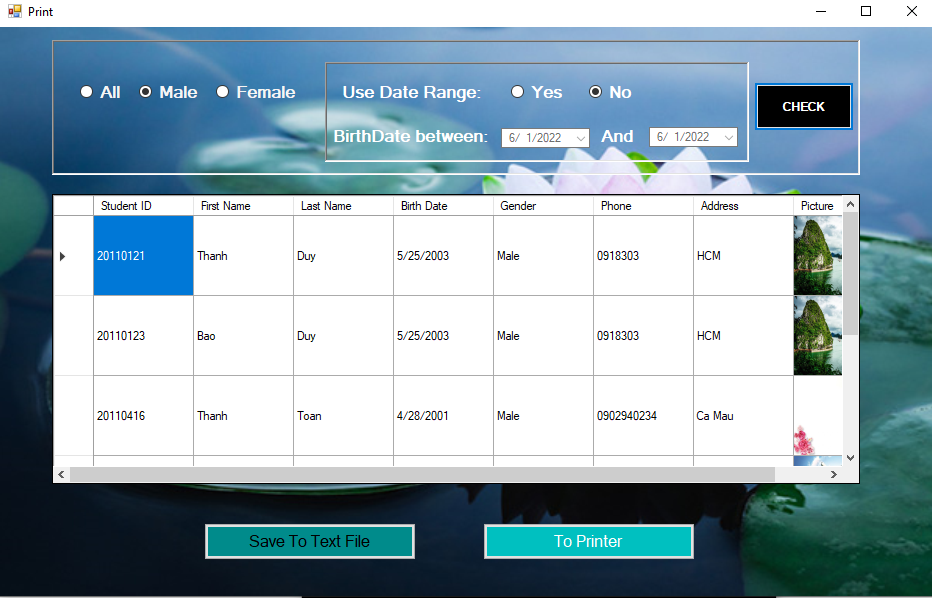 Print
All Male Female Use Date Range: Yes No
CHECK
BirthDate between: 6/ 1/2022 And 6/ 1/2022
Student ID First Name Last Name Birth Date Gender Phone Address Picture
20110121 Thanh Duy 5/25/2003 Male 0918303 HCM
20110123 Bao Duy 5/25/2003 Male 0918303 HCM
20110416 Thanh Toan 4/28/2001 Male 0902940234 Ca Mau
Save To Text File To Printer